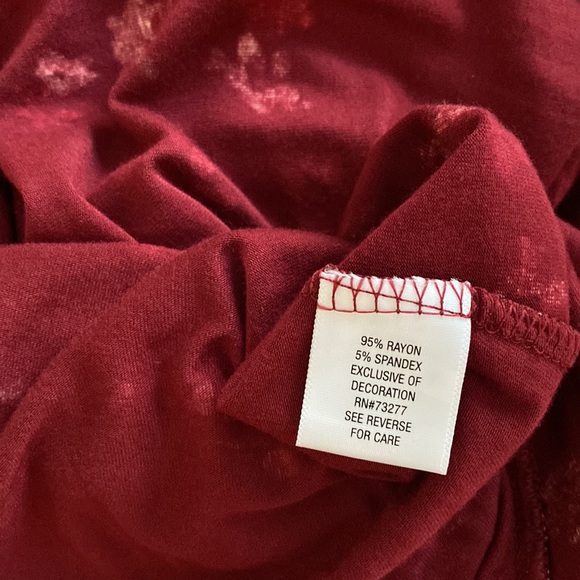 95% RAYON
5% SPANDEX
EXCLUSIVE OF
DECORATION
RN#73277
SEE REVERSE
FOR CARE